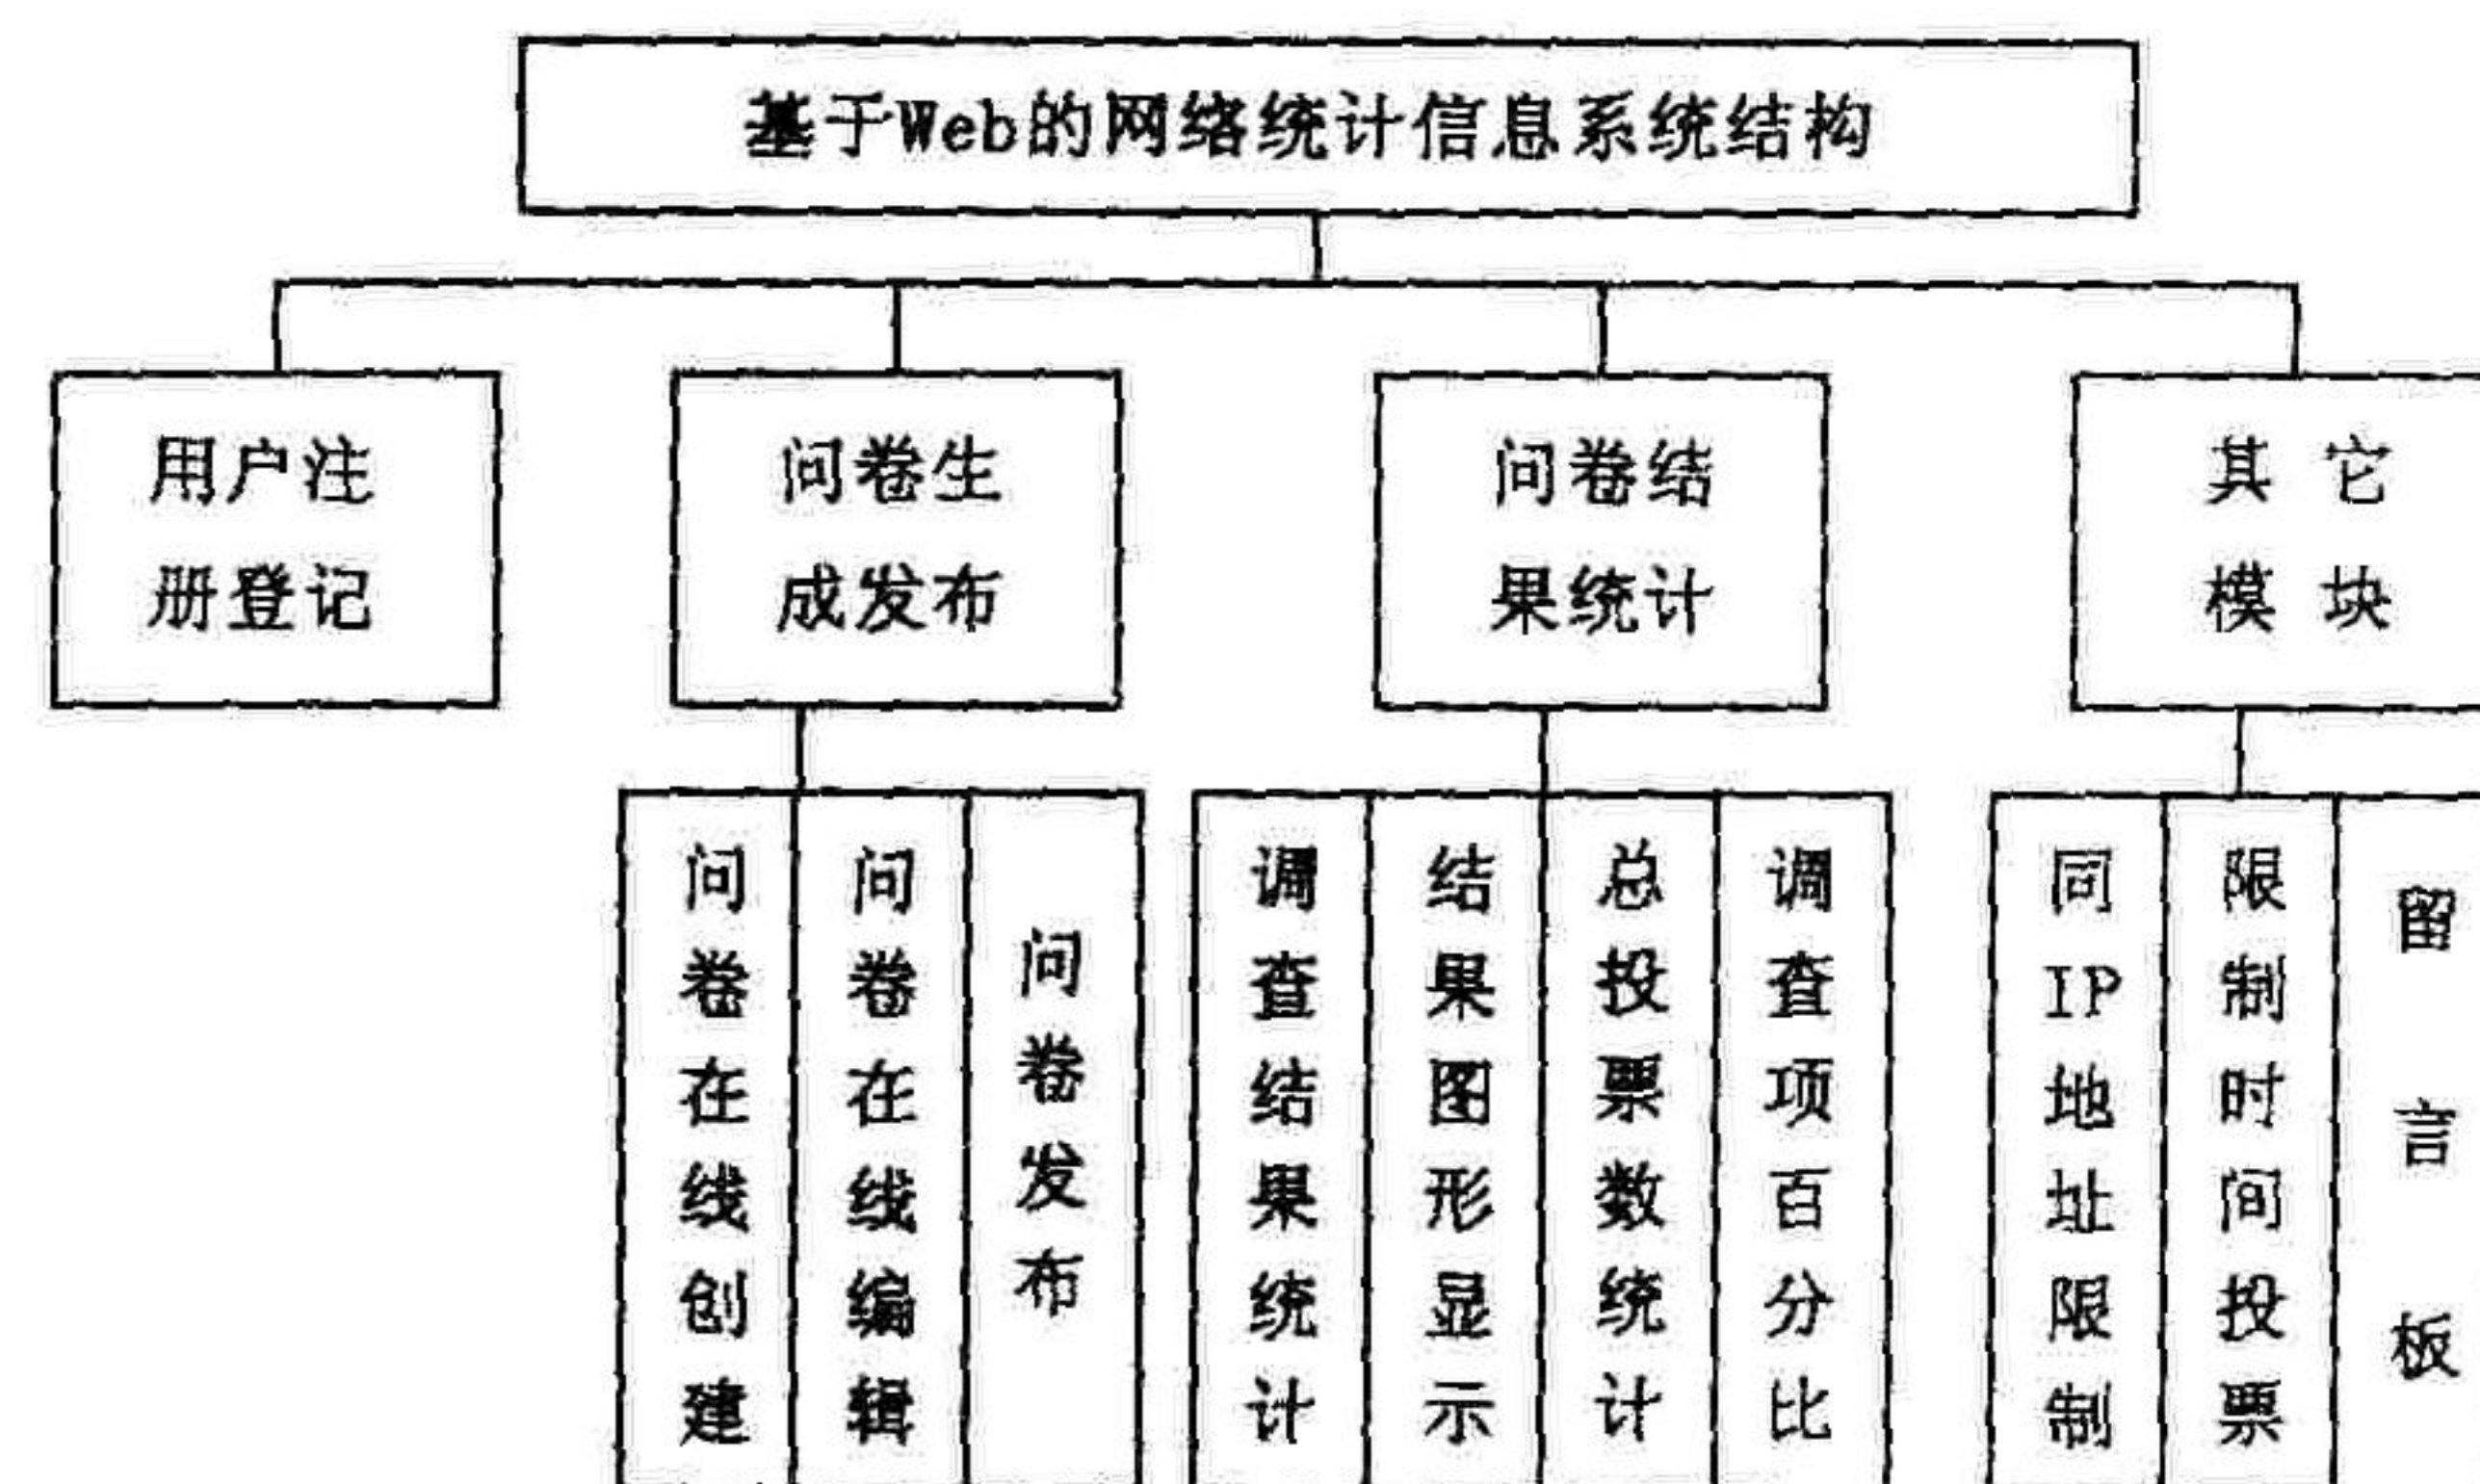 基于Web的网络统计信息系统结构
用户注
册登记
问卷生
成发布
问卷结
果统计
其 它
模 块
问卷在线创建
问卷在线编辑
问卷发布
调查结果统计
结果图形显示
总投票数统计
调查项百分比
同IP地址限制
限制时间投票
留言板